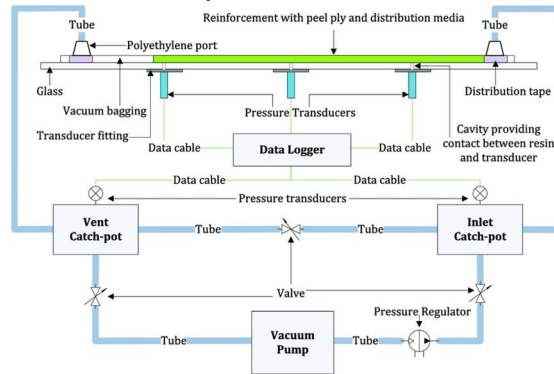 Reinforcement with peel ply and distribution media
Tube
Tube
Polyethylene port
Glass
Distribution tape
Vacuum bagging
Pressure Transducers
Transducer fitting
Cavity providing
contact between resin
and transducer
Data cable
Data Logger
Data cable
Data cable
Data cable
Pressure transducers
Vent
Catch-pot
Tube
Tube
Inlet
Catch-pot
Valve
Pressure Regulator
Tube
Vacuum
Pump
Tube